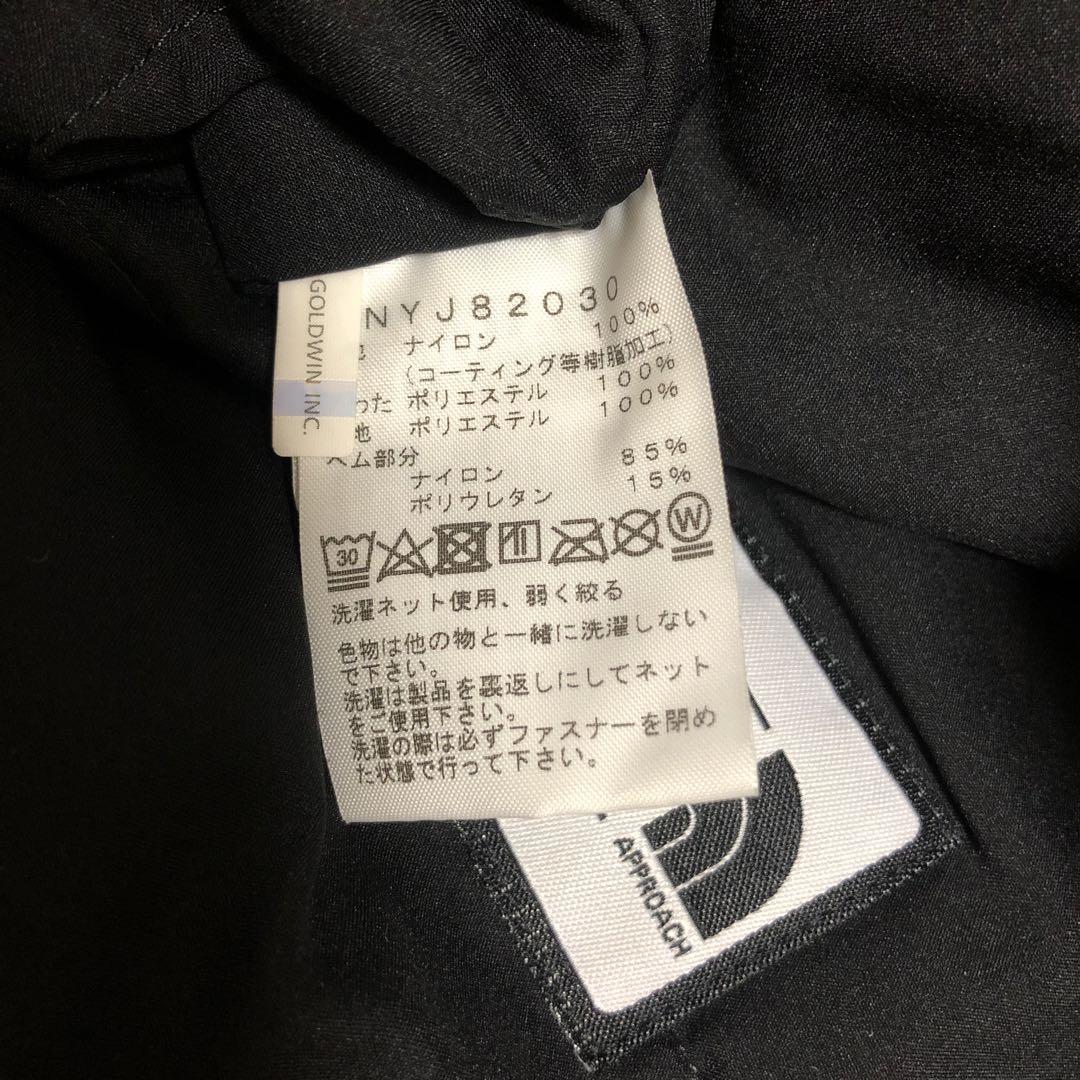 GOLDWIN INC.
NYJ82030
地 ナイロン 100%
(コーティング等樹脂加工)
わた ポリエステル 100%
地 ポリエステル 100%
ヘム部分
ナイロン 85%
ポリウレタン 15%
30
W
洗濯ネット使用、弱く絞る
色物は他の物と一緒に洗濯しない
で下さい。
洗濯は製品を裏返しにしてネット
をご使用下さい。
洗濯の際は必ずファスナーを閉め
た状態で行って下さい。
APPROACH